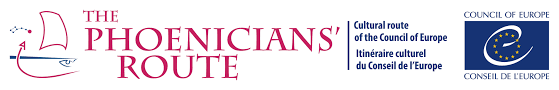 THE
PHOENICIANS'
ROUTE
Cultural route
of the Council of Europe
Itinéraire culturel
du Conseil de l'Europe
COUNCIL OF EUROPE
CONSEIL DE L'EUROPE